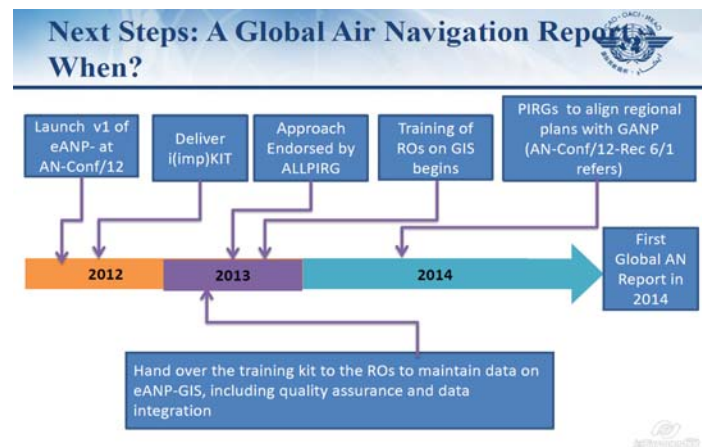 Next Steps: A Global Air Navigation Report,
When?
Launch v1 of
eANP- at
AN-Conf/12
Deliver
i(imp)KIT
Approach
Endorsed by
ALLPIRG
Training of
ROs on GIS
begins
PIRGs to align regional
plans with GANP
(AN-Conf/12-Rec 6/1
refers)
2012
2013
2014
First
Global AN
Report in
2014
Hand over the training kit to the ROs to maintain data on
eANP-GIS, including quality assurance and data
integration